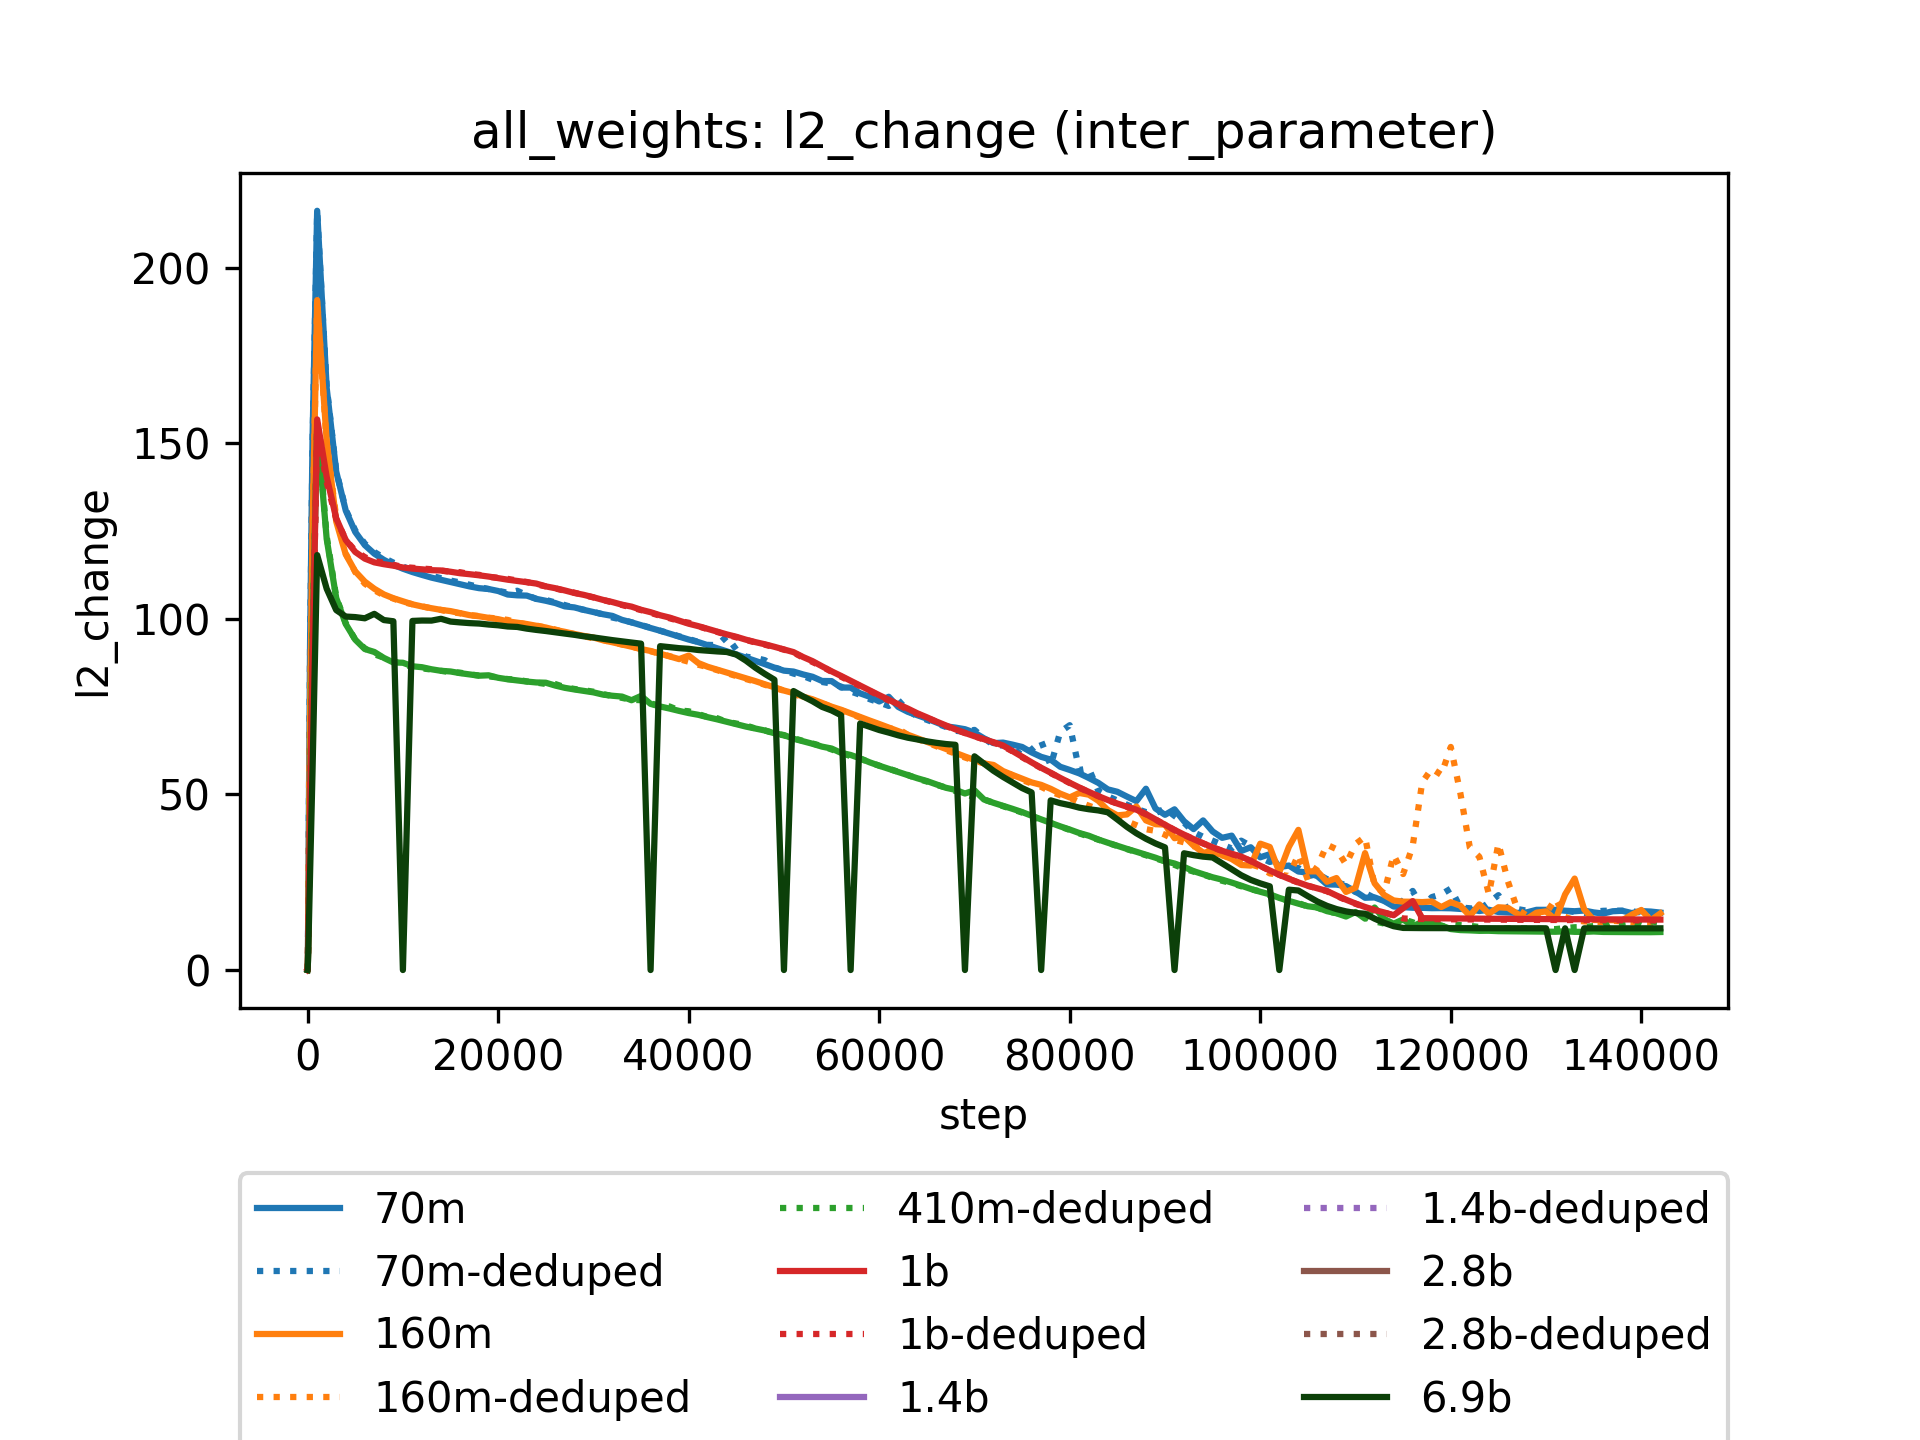 all_weights: l2_change (inter_parameter)
l2_change
200
150
100
50
0
0 20000 40000 60000 80000 100000 120000 140000
step
70m 410m-deduped 1.4b-deduped
70m-deduped 1b 2.8b
160m 1b-deduped 2.8b-deduped
160m-deduped 1.4b 6.9b